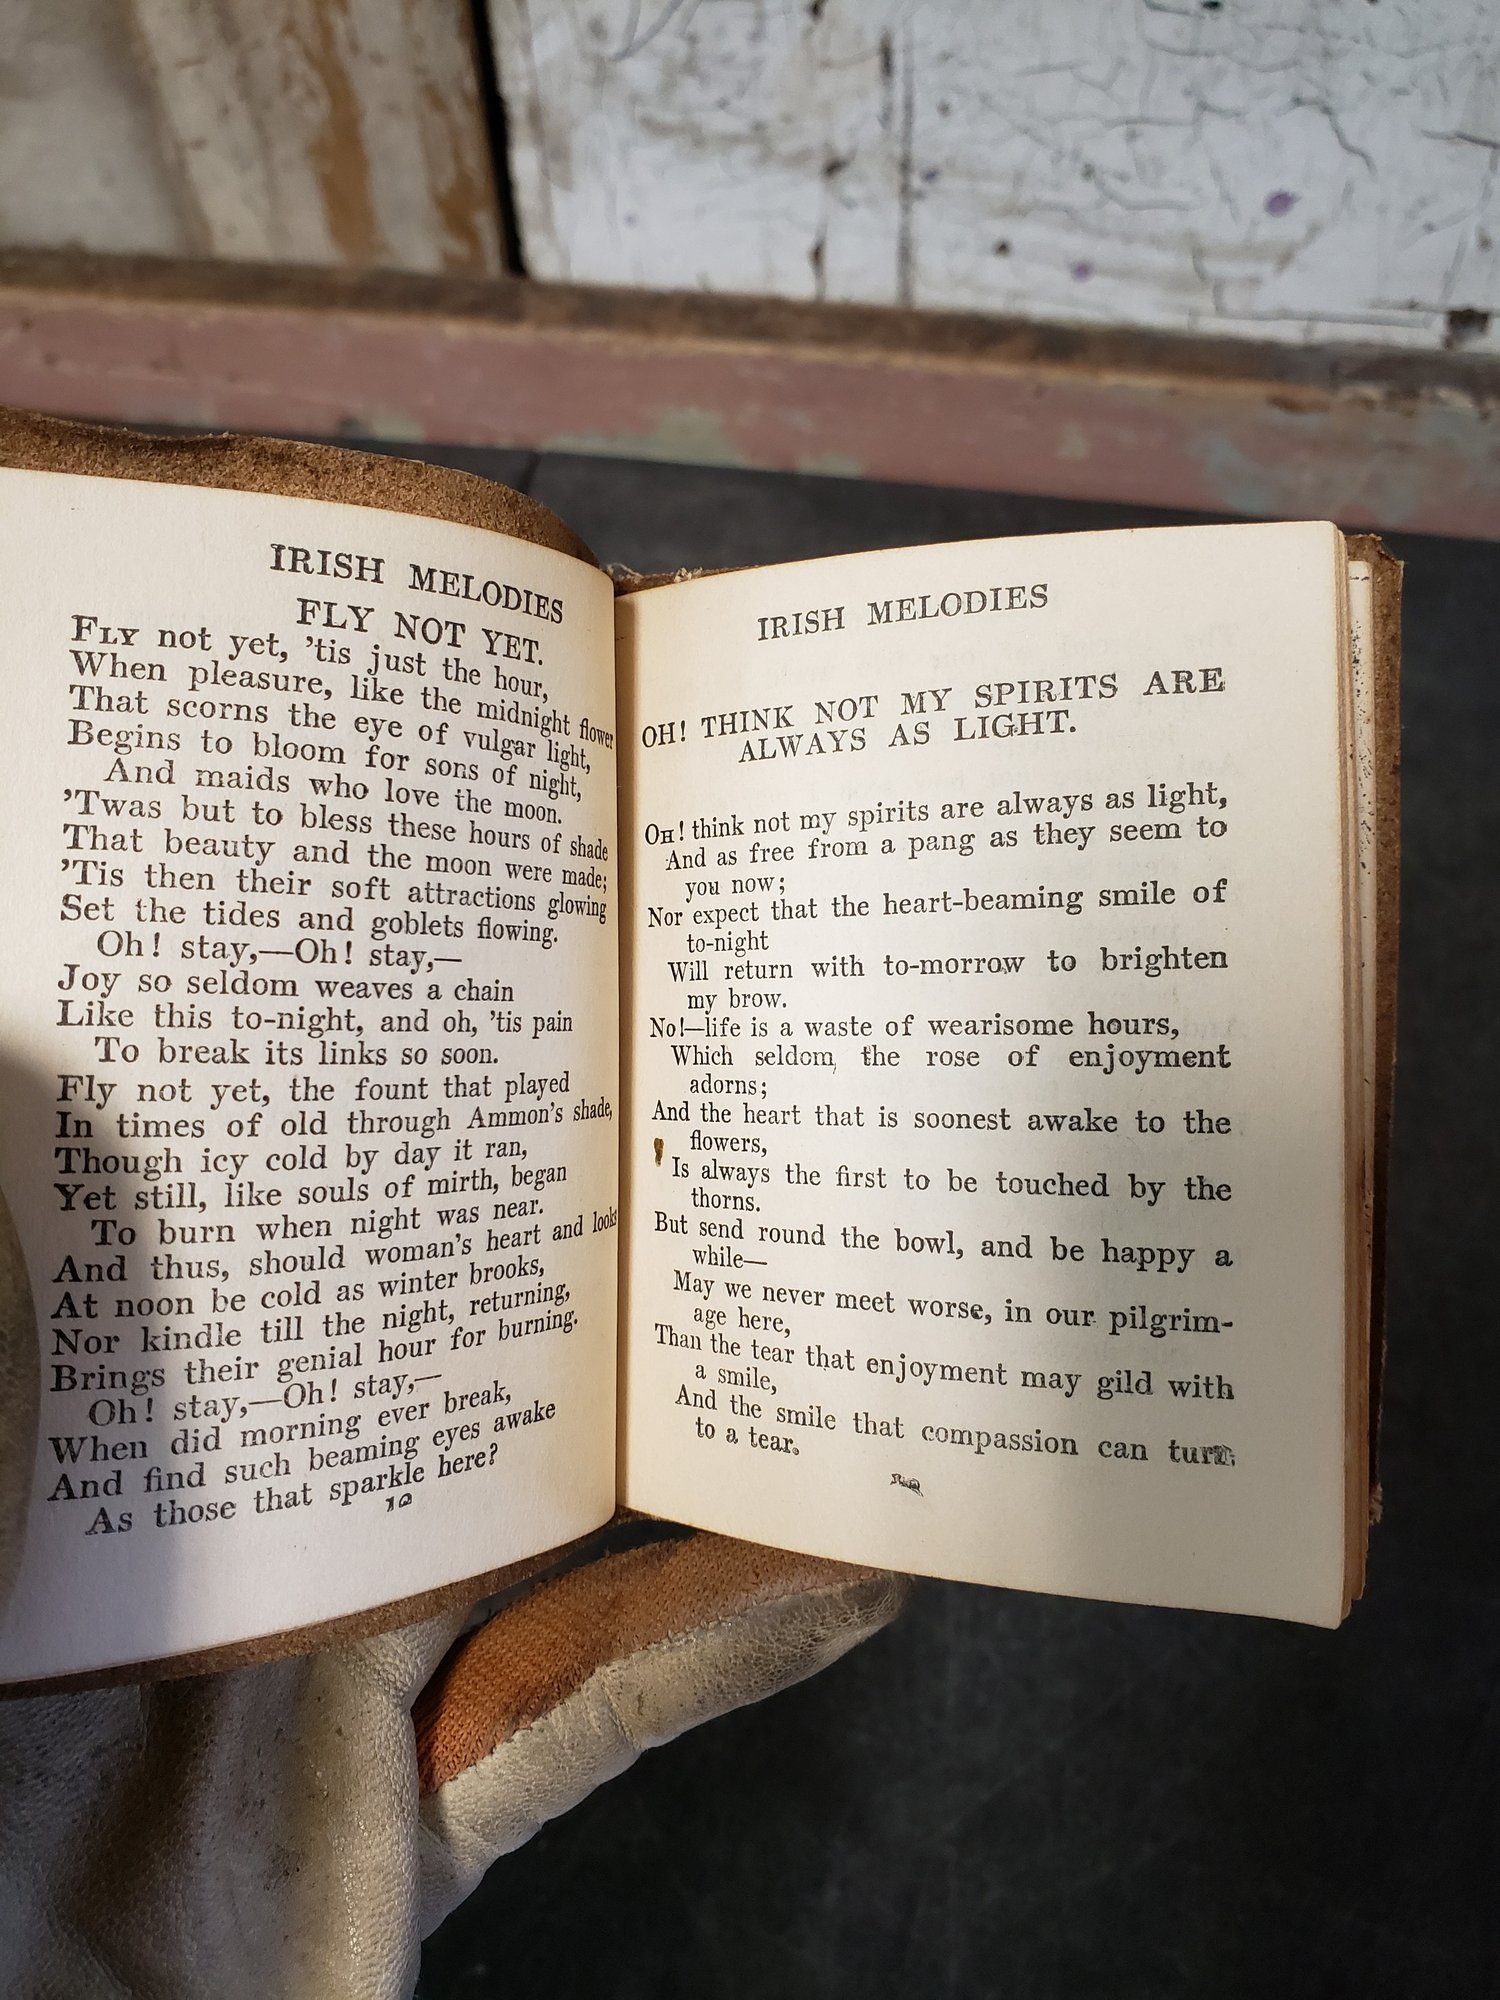 IRISH MELODIES
FLY NOT YET.
FLY not yet, 'tis just the hour,
When pleasure, like the midnight flower
That scorns the eye of vulgar light,
Begins to bloom for sons of night,
And maids who love the moon.
'Twas but to bless these hours of shade
That beauty and the moon were made;
'Tis then their soft attractions glowing
Set the tides and goblets flowing.
Oh! stay,—Oh! stay,—
Joy so seldom weaves a chain
Like this to-night, and oh, 'tis pain
To break its links so soon.
Fly not yet, the fount that played
In times of old through Ammon's shade,
Though icy cold by day it ran,
Yet still, like souls of mirth, began
To burn when night was near.
And thus, should woman's heart and looks
At noon be cold as winter brooks,
Nor kindle till the night, returning,
Brings their genial hour for burning.
Oh! stay,—Oh! stay,—
When did morning ever break,
And find such beaming eyes awake
As those that sparkle here?
IRISH MELODIES
OH! THINK NOT MY SPIRITS ARE
ALWAYS AS LIGHT.
OH! think not my spirits are always as light,
And as free from a pang as they seem to
you now;
Nor expect that the heart-beaming smile of
to-night
Will return with to-morrow to brighten
my brow.
No!—life is a waste of wearisome hours,
Which seldom the rose of enjoyment
adorns;
And the heart that is soonest awake to the
flowers,
Is always the first to be touched by the
thorns.
But send round the bowl, and be happy a
while—
May we never meet worse, in our pilgrim-
age here,
Than the tear that enjoyment may gild with
a smile,
And the smile that compassion can turn
to a tear.